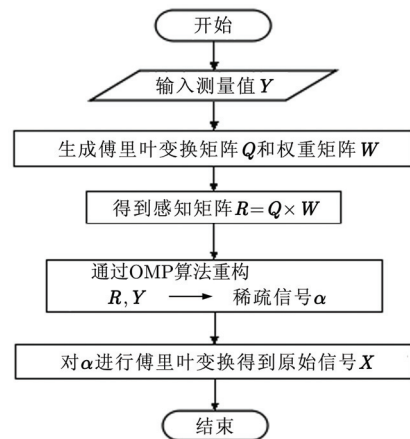 开始
输入测量值Y
生成傅里叶变换矩阵Q和权重矩阵W
得到感知矩阵R=Q×W
通过OMP算法重构
R,Y → 稀疏信号α
对α进行傅里叶变换得到原始信号X
结束